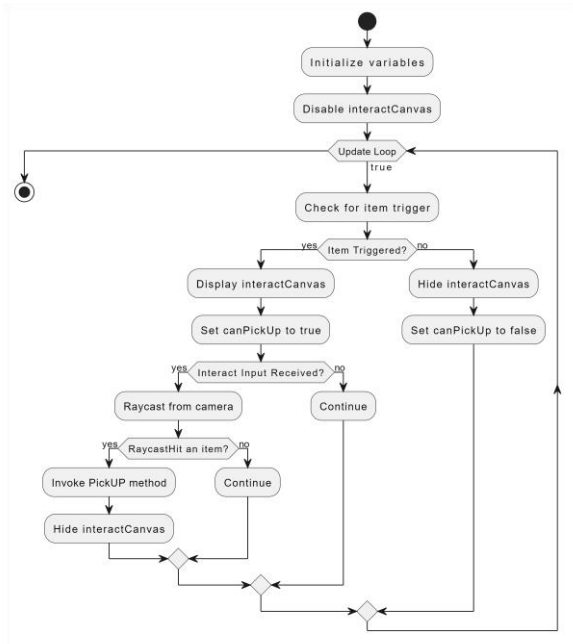 Initialize variables
Disable interactCanvas
Update Loop
true
Check for item trigger
yes
Item Triggered?
no
Display interactCanvas
Hide interactCanvas
Set canPickUp to true
Set canPickUp to false
yes
Interact Input Received?
no
Raycast from camera
Continue
yes
RaycastHit an item?
no
Invoke PickUP method
Continue
Hide interactCanvas